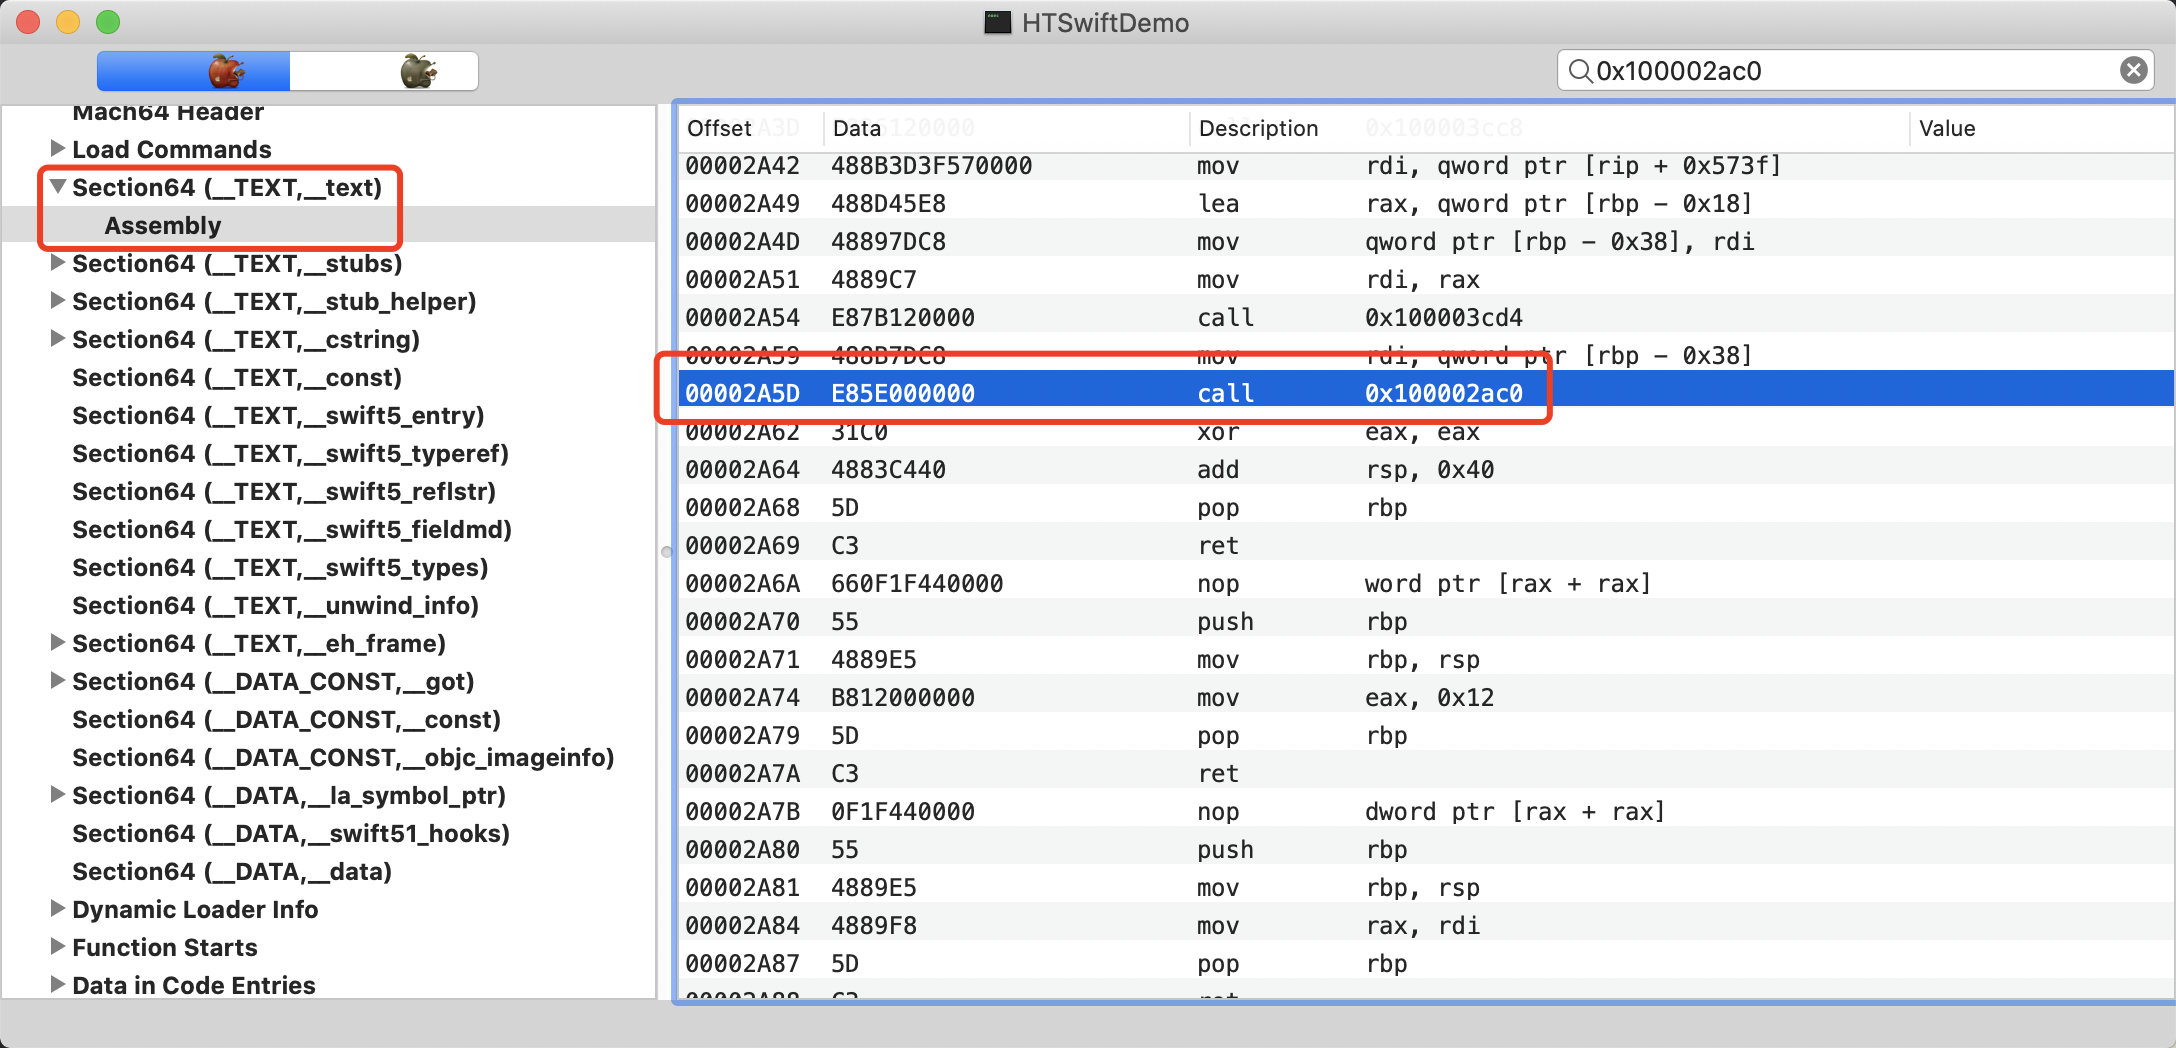 HTSwiftDemo
0x100002ac0
Mach64 Header
Load Commands
Section64 (__TEXT,__text)
Assembly
Section64 (__TEXT,__stubs)
Section64 (__TEXT,__stub_helper)
Section64 (__TEXT,__cstring)
Section64 (__TEXT,__const)
Section64 (__TEXT,__swift5_entry)
Section64 (__TEXT,__swift5_typeref)
Section64 (__TEXT,__swift5_reflstr)
Section64 (__TEXT,__swift5_fieldmd)
Section64 (__TEXT,__swift5_types)
Section64 (__TEXT,__unwind_info)
Section64 (__TEXT,__eh_frame)
Section64 (__DATA_CONST,__got)
Section64 (__DATA_CONST,__const)
Section64 (__DATA_CONST,__objc_imageinfo)
Section64 (__DATA,__la_symbol_ptr)
Section64 (__DATA,__swift51_hooks)
Section64 (__DATA,__data)
Dynamic Loader Info
Function Starts
Data in Code Entries
Offset Data Description Value
0x100003cc8
00002A42 488B3D3F570000 mov rdi, qword ptr [rip + 0x573f]
00002A49 488D45E8 lea rax, qword ptr [rbp - 0x18]
00002A4D 48897DC8 mov qword ptr [rbp - 0x38], rdi
00002A51 4889C7 mov rdi, rax
00002A54 E87B120000 call 0x100003cd4
00002A59 488B7DC8 mov rdi, qword ptr [rbp - 0x38]
00002A5D E85E000000 call 0x100002ac0
00002A62 31C0 xor eax, eax
00002A64 4883C440 add rsp, 0x40
00002A68 5D pop rbp
00002A69 C3 ret
00002A6A 660F1F440000 nop word ptr [rax + rax]
00002A70 55 push rbp
00002A71 4889E5 mov rbp, rsp
00002A74 B812000000 mov eax, 0x12
00002A79 5D pop rbp
00002A7A C3 ret
00002A7B 0F1F440000 nop dword ptr [rax + rax]
00002A80 55 push rbp
00002A81 4889E5 mov rbp, rsp
00002A84 4889F8 mov rax, rdi
00002A87 5D pop rbp